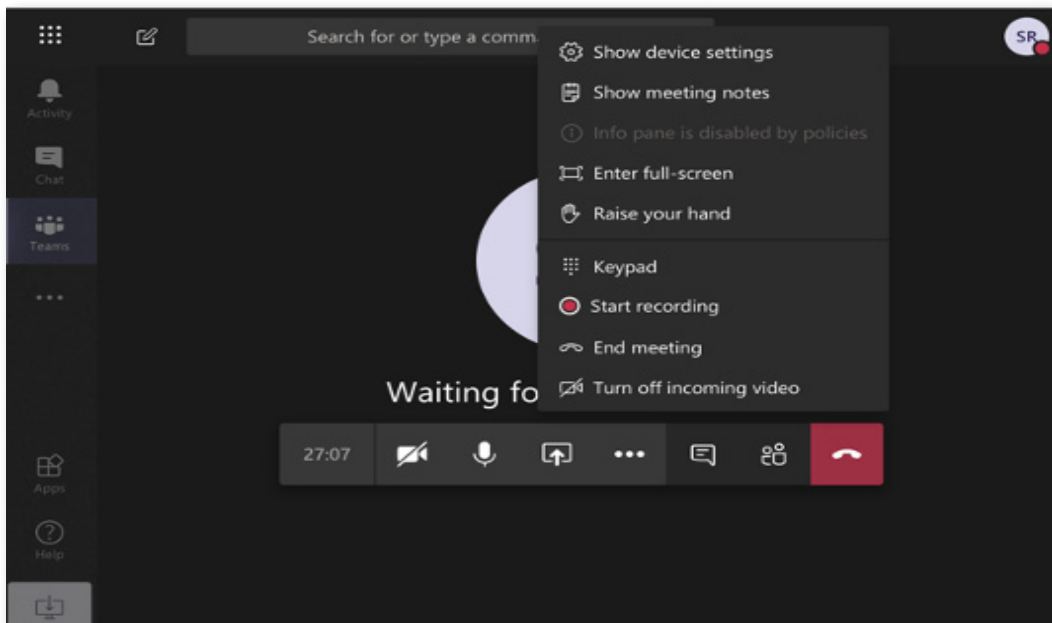 Search for or type a comm
SR
Activity
Chat
Teams
Apps
Help
Show device settings
Show meeting notes
Info pane is disabled by policies
Enter full-screen
Raise your hand
Keypad
Start recording
End meeting
Turn off incoming video
Waiting fo
27:07